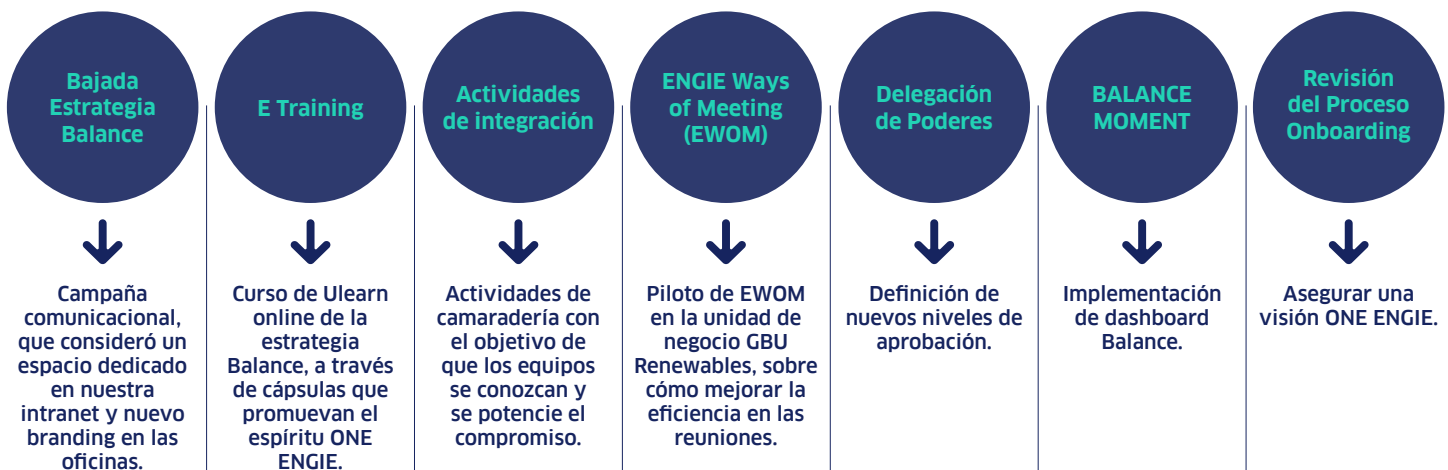 Bajada
Estrategia
Balance
Campaña
comunicacional,
que consideró un
espacio dedicado
en nuestra
intranet y nuevo
branding en las
oficinas.
E Training
Curso de Ulearn
online de la
estrategia
Balance, a través
de cápsulas que
promuevan el
espíritu ONE
ENGIE.
Actividades
de integración
Actividades de
camaradería con
el objetivo de
que los equipos
se conozcan y
se potencie el
compromiso.
ENGIE Ways
of Meeting
(EWOM)
Piloto de EWOM
en la unidad de
negocio GBU
Renewables, sobre
cómo mejorar la
eficiencia en las
reuniones.
Delegación
de Poderes
Definición de
nuevos niveles de
aprobación.
BALANCE
MOMENT
Implementación
de dashboard
Balance.
Revisión
del Proceso
Onboarding
Asegurar una
visión ONE ENGIE.